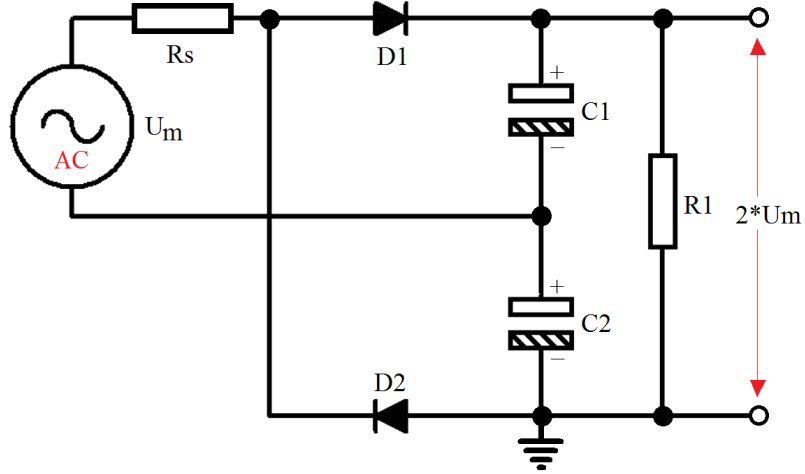 Rs
D1
+
C1
−
Um
AC
R1
2*Um
+
C2
−
D2